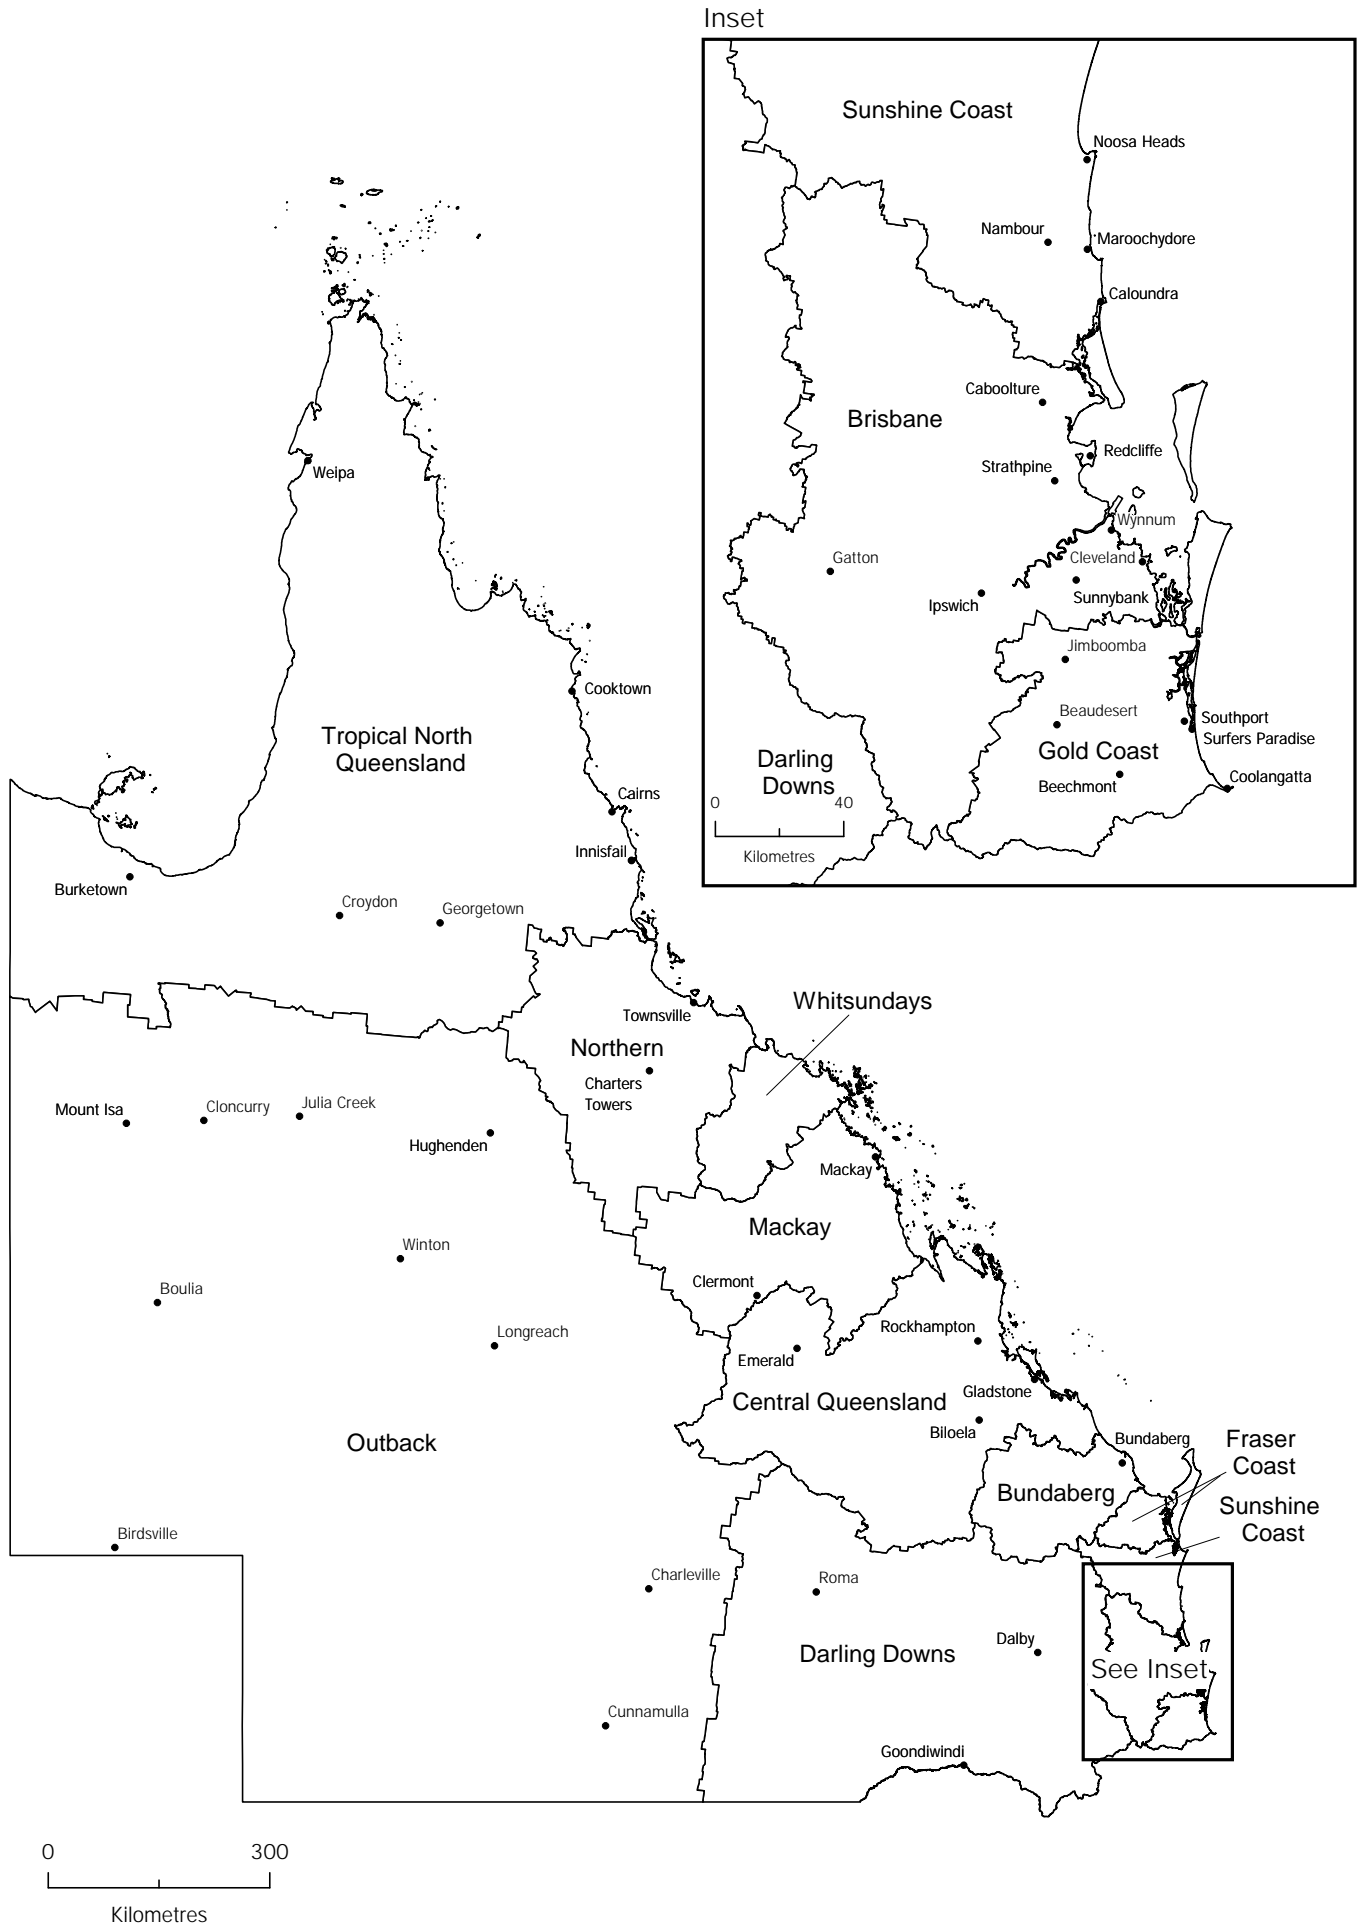 Inset
Sunshine Coast
Noosa Heads
Nambour
Maroochydore
Caloundra
Caboolture
Brisbane
Redcliffe
Strathpine
Wynnum
Gatton
Cleveland
Ipswich
Sunnybank
Jimboomba
Beaudesert
Southport
Surfers Paradise
Gold Coast
Darling
Downs
Beechmont
Coolangatta
0 40
Kilometres
Weipa
Cooktown
Tropical North
Queensland
Cairns
Innisfail
Burketown
Croydon
Georgetown
Townsville
Whitsundays
Northern
Charters
Towers
Mount Isa
Cloncurry
Julia Creek
Hughenden
Mackay
Mackay
Winton
Boulia
Clermont
Longreach
Rockhampton
Emerald
Central Queensland
Gladstone
Biloela
Outback
Bundaberg
Fraser
Coast
Bundaberg
Sunshine
Coast
Birdsville
Charleville
Roma
Dalby
Darling Downs
See Inset
Cunnamulla
Goondiwindi
0 300
Kilometres